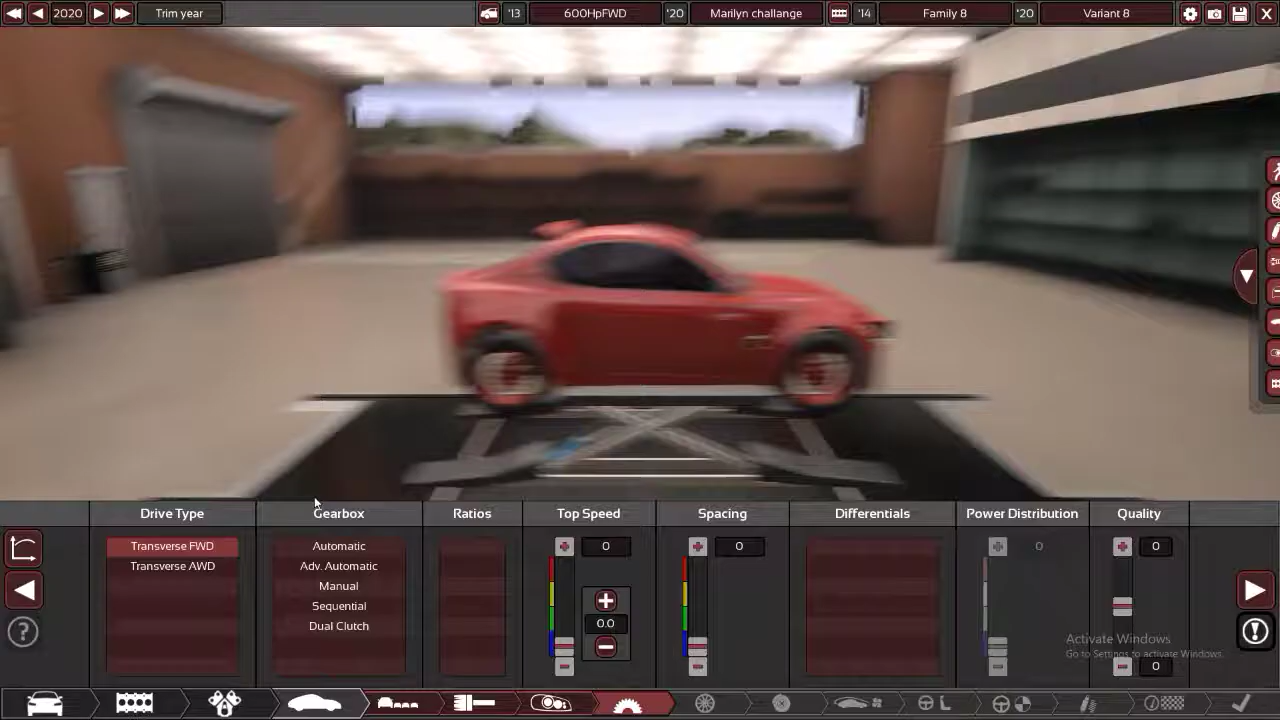 2020 Trim year '13 600HpFWD '20 Marilyn challange '14 Family 8 '20 Variant 8
Drive Type Gearbox Ratios Top Speed Spacing Differentials Power Distribution Quality
Transverse FWD Automatic 0 0 0 0
Transverse AWD Adv. Automatic
Manual
Sequential
0.0
Dual Clutch
Activate Windows
Go to Settings to activate Windows.
0